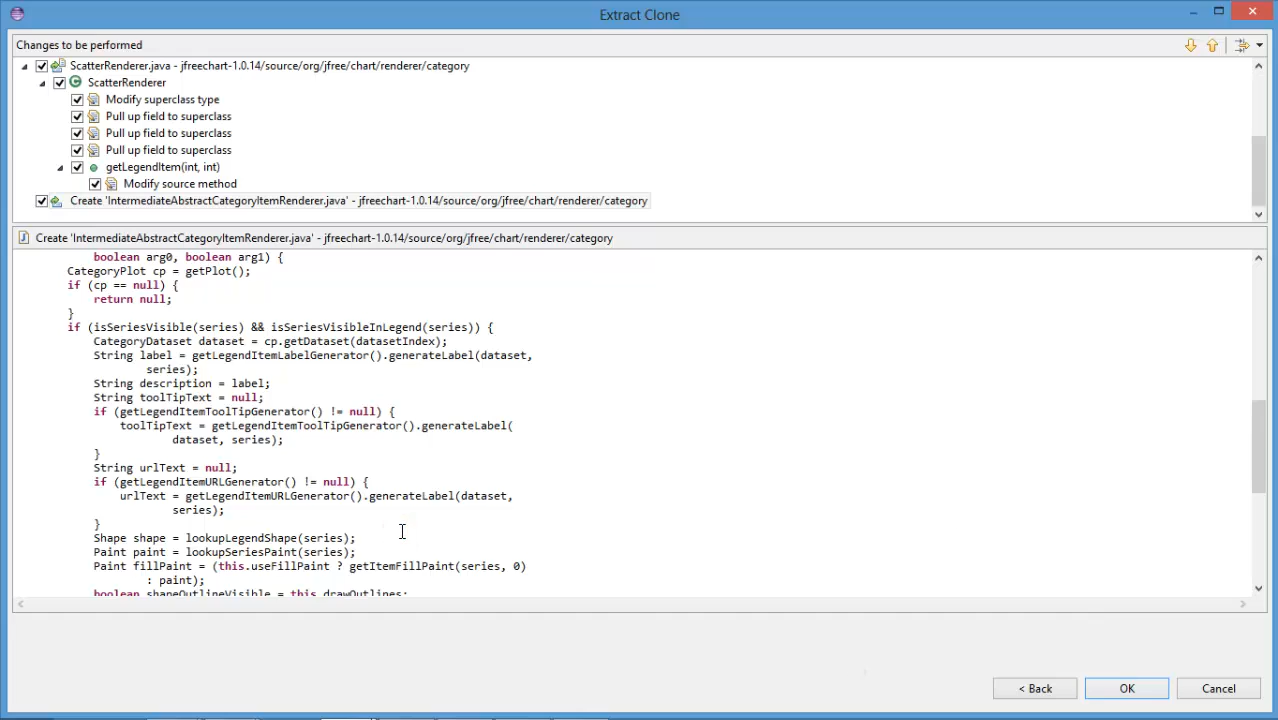 Extract Clone
Changes to be performed
ScatterRenderer.java - jfreechart-1.0.14/source/org/jfree/chart/renderer/category
ScatterRenderer
Modify superclass type
Pull up field to superclass
Pull up field to superclass
Pull up field to superclass
getLegendItem(int, int)
Modify source method
Create 'IntermediateAbstractCategoryItemRenderer.java' - jfreechart-1.0.14/source/org/jfree/chart/renderer/category
Create 'IntermediateAbstractCategoryItemRenderer.java' - jfreechart-1.0.14/source/org/jfree/chart/renderer/category
boolean arg0, boolean arg1) {
CategoryPlot cp = getPlot();
if (cp == null) {
return null;
}
if (isSeriesVisible(series) && isSeriesVisibleInLegend(series)) {
CategoryDataset dataset = cp.getDataset(datasetIndex);
String label = getLegendItemLabelGenerator().generateLabel(dataset,
series);
String description = label;
String toolTipText = null;
if (getLegendItemToolTipGenerator() != null) {
toolTipText = getLegendItemToolTipGenerator().generateLabel(
dataset, series);
}
String urlText = null;
if (getLegendItemURLGenerator() != null) {
urlText = getLegendItemURLGenerator().generateLabel(dataset,
series);
}
Shape shape = lookupLegendShape(series);
Paint paint = lookupSeriesPaint(series);
Paint fillPaint = (this.useFillPaint ? getItemFillPaint(series, 0)
: paint);
boolean shapeOutlineVisible = this.drawOutlines;
< Back
OK
Cancel